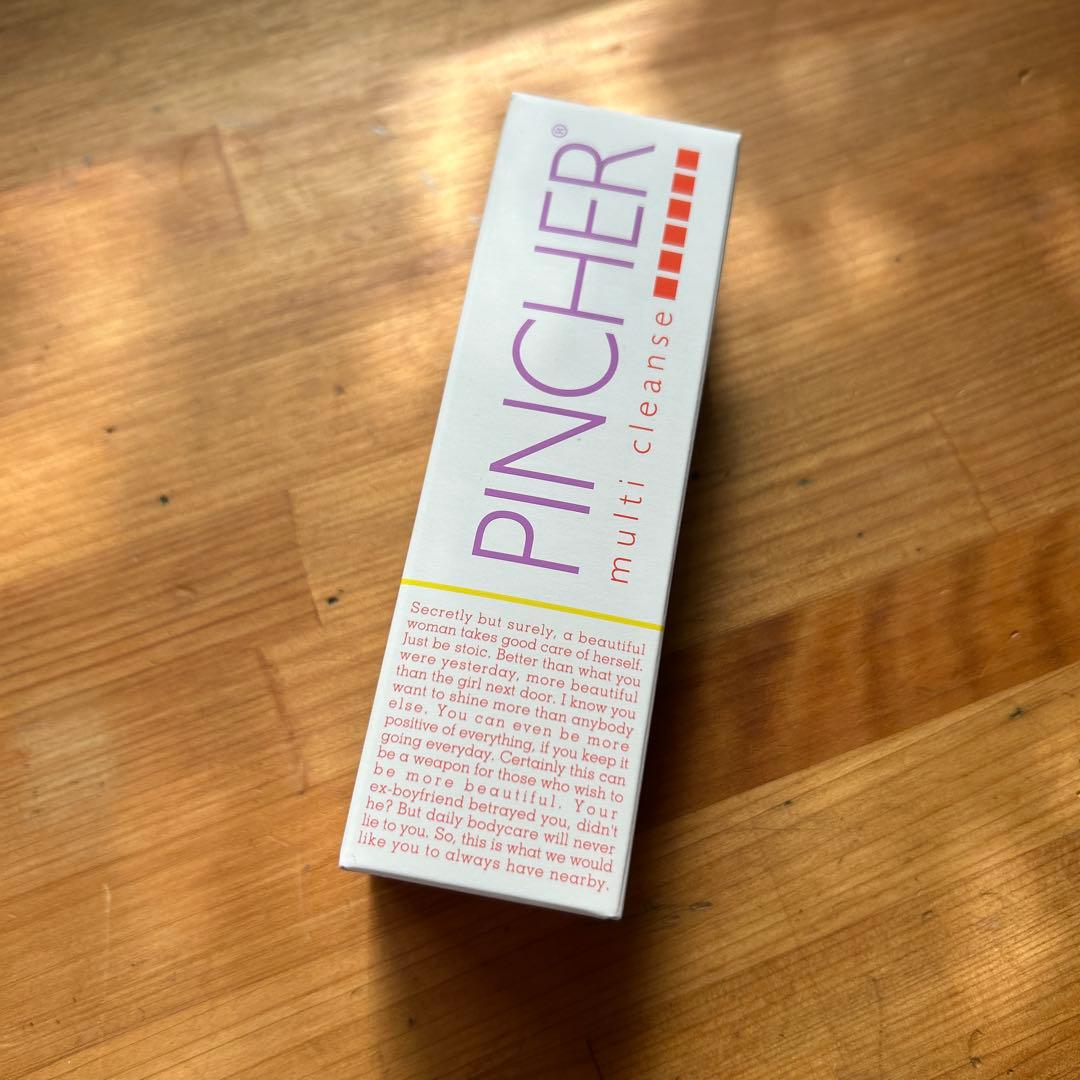 PINCHER®
multi cleanse
Secretly but surely, a beautiful
woman takes good care of herself.
Just be stoic. Better than what you
were yesterday, more beautiful
than the girl next door. I know you
want to shine more than anybody
else. You can even be more
positive of everything, if you keep it
going everyday. Certainly this can
be a weapon for those who wish to
be more beautiful. Your
ex-boyfriend betrayed you, didn't
he? But daily bodycare will never
lie to you. So, this is what we would
like you to always have nearby.